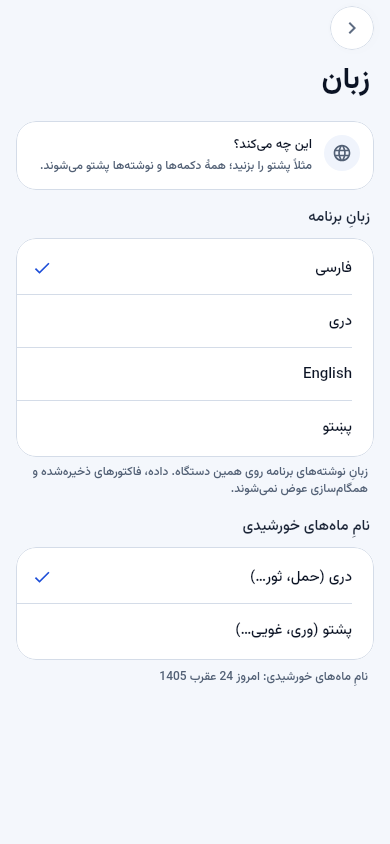 زبان
این چه می‌کند؟
مثلاً پشتو را بزنید؛ همهٔ دکمه‌ها و نوشته‌ها پشتو می‌شوند.
زبانِ برنامه
فارسی
دری
English
پښتو
زبانِ نوشته‌های برنامه روی همین دستگاه. داده، فاکتورهای ذخیره‌شده و
همگام‌سازی عوض نمی‌شوند.
نامِ ماه‌های خورشیدی
دری (حمل، ثور…)
پشتو (وری، غویی…)
نامِ ماه‌های خورشیدی: امروز 24 عقرب 1405